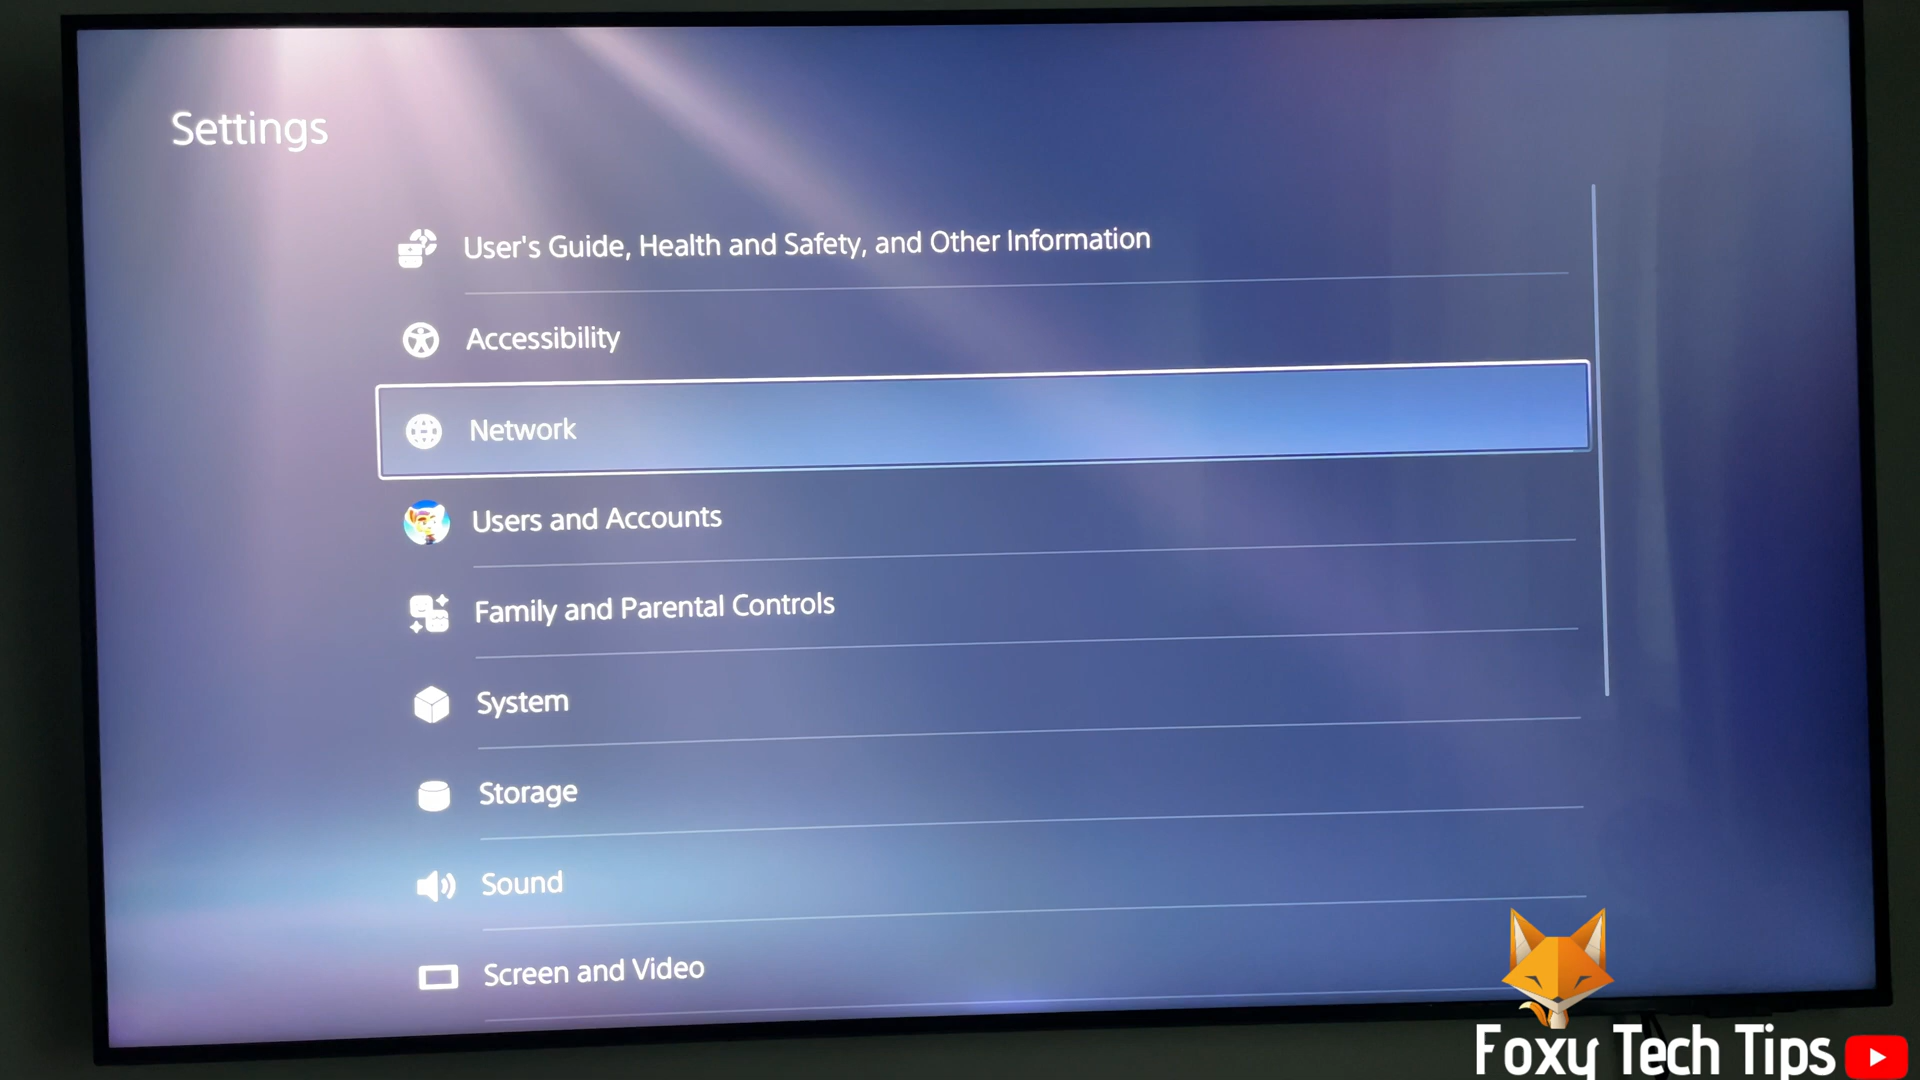 Settings
User's Guide, Health and Safety, and Other Information
Accessibility
Network
Users and Accounts
Family and Parental Controls
System
Storage
Sound
Screen and Video
Foxy Tech Tips